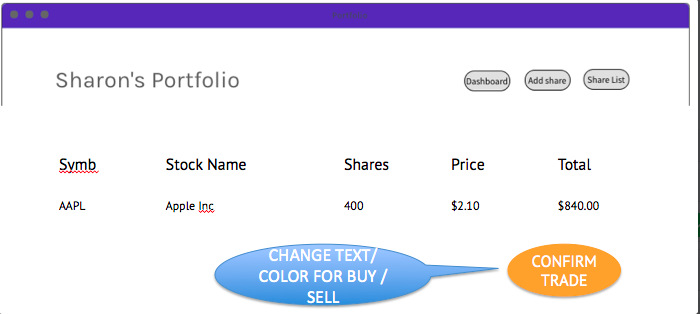 Sharon's Portfolio
Dashboard Add share Share List
Symb Stock Name Shares Price Total
AAPL Apple Inc 400 $2.10 $840.00
CHANGE TEXT/
COLOR FOR BUY /
SELL
CONFIRM
TRADE